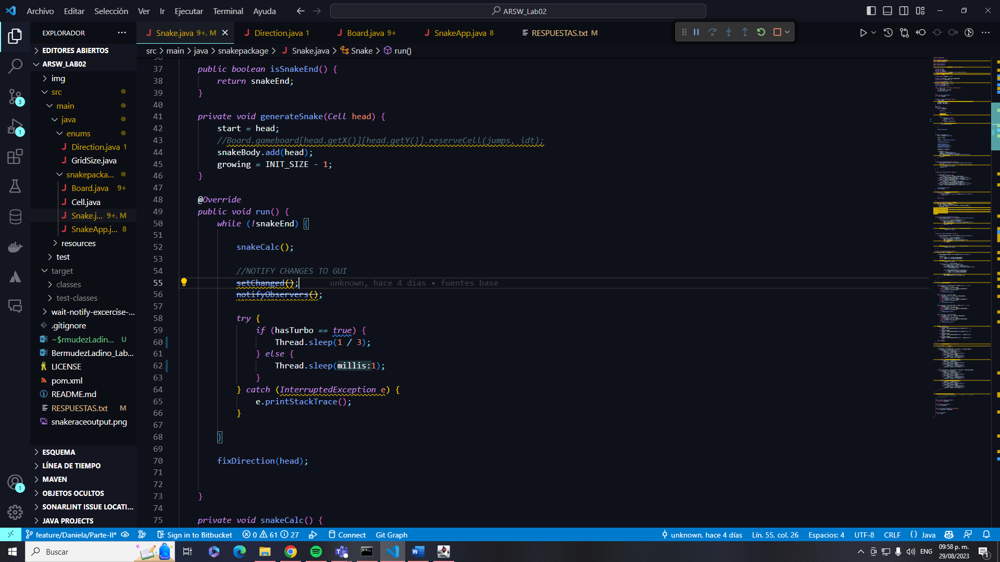 Archivo Editar Selección Ver Ir Ejecutar Terminal Ayuda
ARSW_Lab02
EXPLORADOR
Snake.java 9+, M
Direction.java 1
Board.java 9+
SnakeApp.java 8
RESPUESTAS.txt M
src > main > java > snakepackage > Snake.java > Snake > run()
EDITORES ABIERTOS
ARSW_LAB02
img
src
main
java
enums
Direction.java 1
GridSize.java
snakepacka...
Board.java 9+
Cell.java
Snake.j... 9+, M
SnakeApp.j... 8
resources
test
target
classes
test-classes
wait-notify-excercise-...
.gitignore
~$rmudezLadin... U
BermudezLadino_Lab...
LICENSE
pom.xml
README.md
RESPUESTAS.txt M
snakeraceoutput.png
ESQUEMA
LÍNEA DE TIEMPO
MAVEN
OBJETOS OCULTOS
SONARLINT ISSUE LOCATI...
JAVA PROJECTS
3
1
1
37 public boolean isSnakeEnd() {
38 return snakeEnd;
39 }
40
41 private void generateSnake(Cell head) {
42 start = head;
43 //Board.gameboard[head.getX()][head.getY()].reserveCell(jumps, idt);
44 snakeBody.add(head);
45 growing = INIT_SIZE - 1;
46 }
47
48 @Override
49 public void run() {
50 while (!snakeEnd) {
51
52 snakeCalc();
53
54 //NOTIFY CHANGES TO GUI
55 setChanged(); unknown, hace 4 días • fuentes base
56 notifyObservers();
57
58 try {
59 if (hasTurbo == true) {
60 Thread.sleep(1 / 3);
61 } else {
62 Thread.sleep(millis:1);
63 }
64 } catch (InterruptedException e) {
65 e.printStackTrace();
66 }
67
68 }
69
70 fixDirection(head);
71
72
73 }
74
75 private void snakeCalc() {
feature/Daniela/Parte-II* Sign in to Bitbucket 0 61 27 Connect Git Graph unknown, hace 4 días Lín. 55, col. 26 Espacios: 4 UTF-8 CRLF {} Java
Buscar
ENG
09:58 p. m.
29/08/2023
1